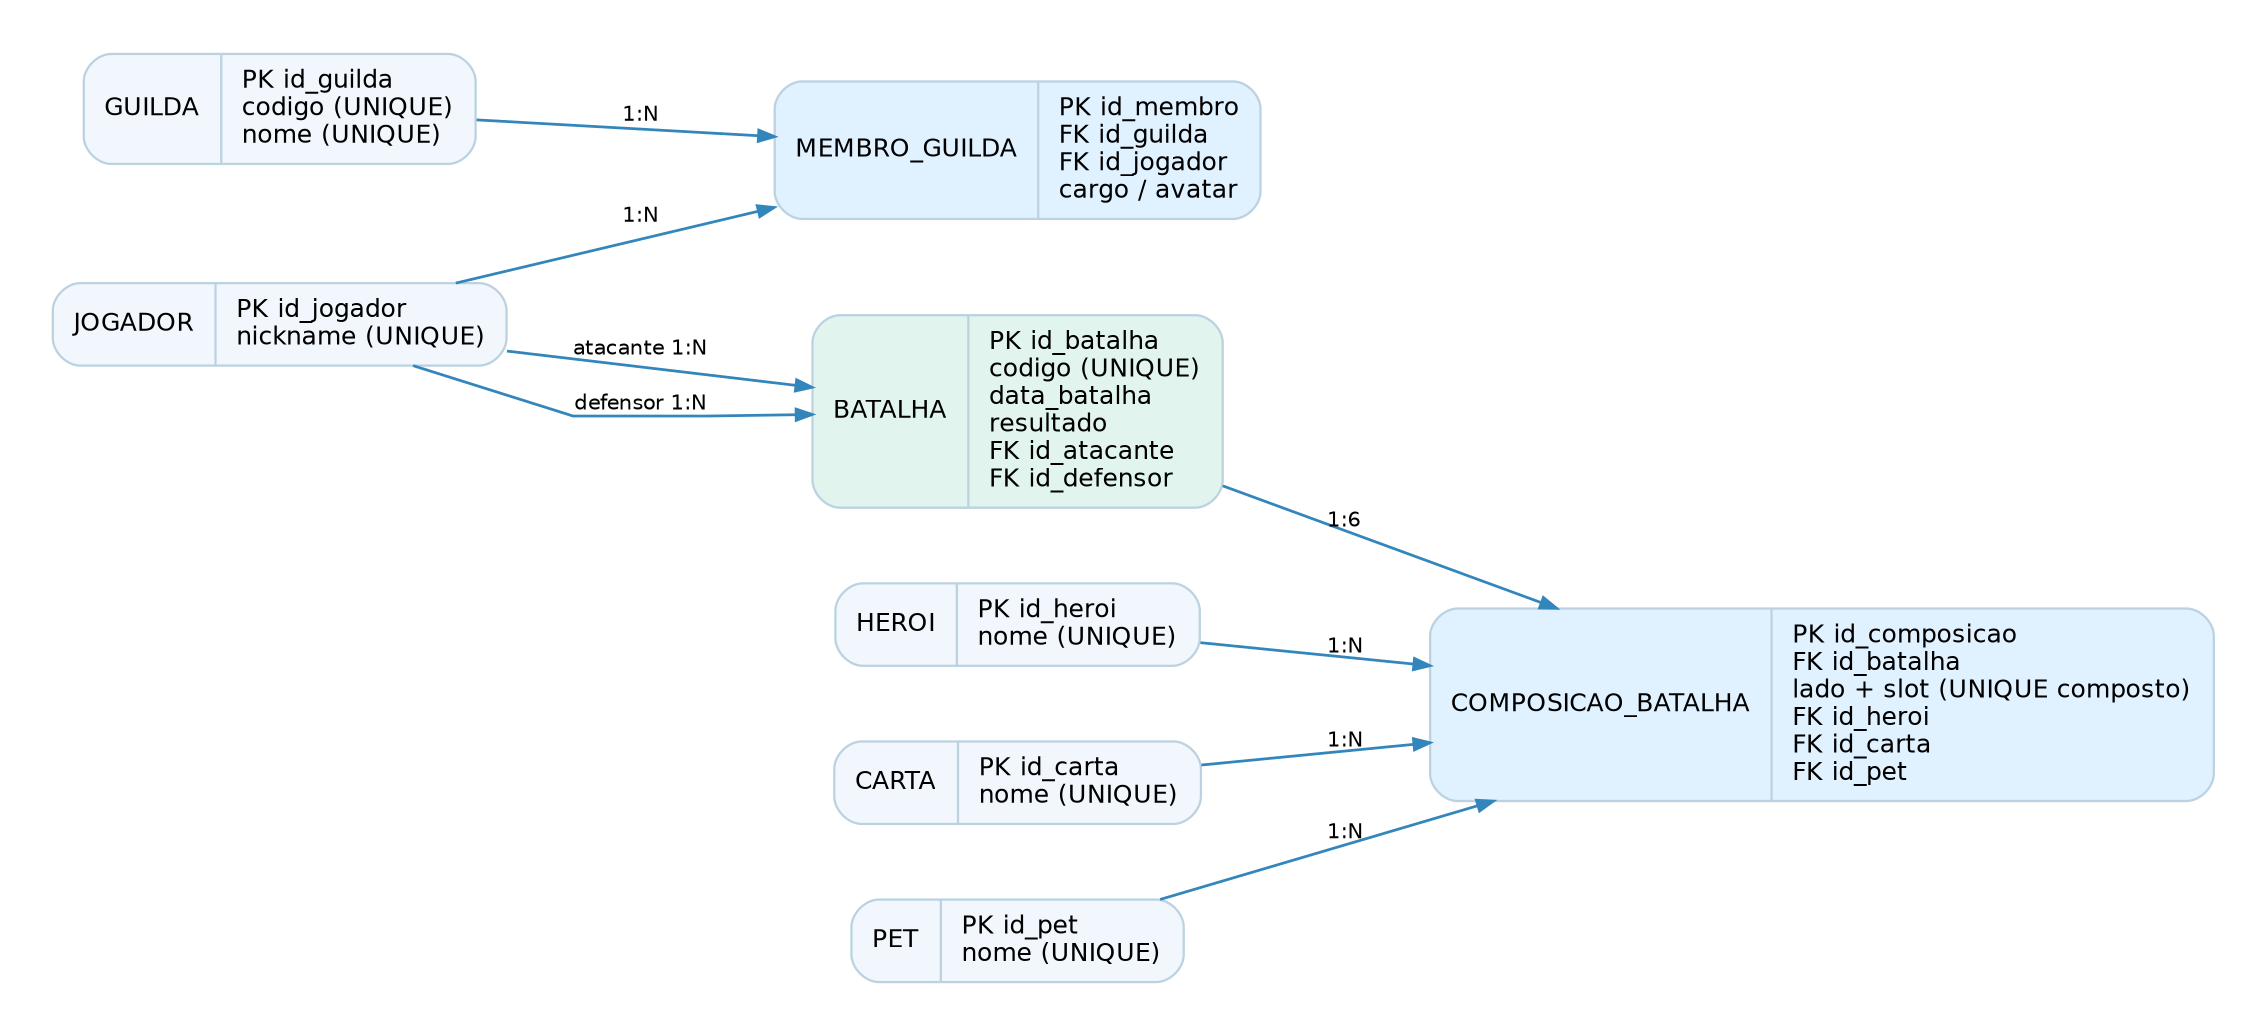 GUILDA
PK id_guilda
codigo (UNIQUE)
nome (UNIQUE)
1:N
MEMBRO_GUILDA
PK id_membro
FK id_guilda
FK id_jogador
cargo / avatar
1:N
JOGADOR
PK id_jogador
nickname (UNIQUE)
atacante 1:N
defensor 1:N
BATALHA
PK id_batalha
codigo (UNIQUE)
data_batalha
resultado
FK id_atacante
FK id_defensor
1:6
HEROI
PK id_heroi
nome (UNIQUE)
1:N
COMPOSICAO_BATALHA
PK id_composicao
FK id_batalha
lado + slot (UNIQUE composto)
FK id_heroi
FK id_carta
FK id_pet
CARTA
PK id_carta
nome (UNIQUE)
1:N
1:N
PET
PK id_pet
nome (UNIQUE)